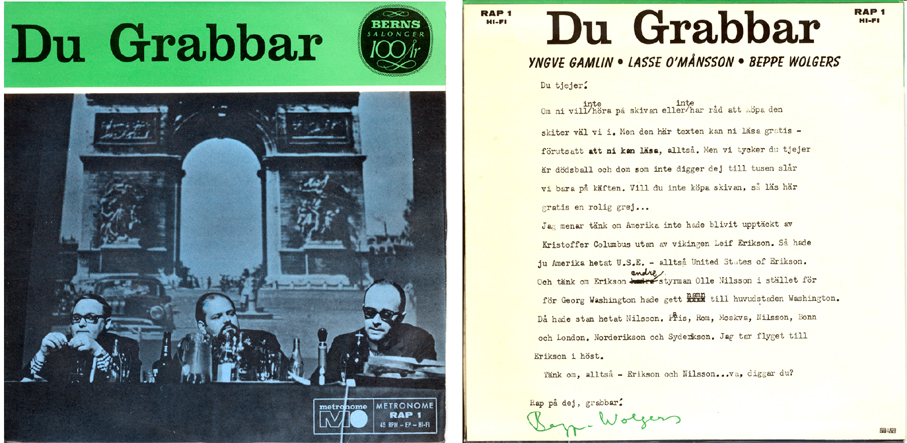 Du Grabbar
BERNS
SALONGER
100 År
metronome
METRONOME
RAP 1
45 RPM - EP - HI-FI
RAP 1
HI-FI
RAP 1
HI-FI
Du Grabbar
YNGVE GAMLIN • LASSE O'MÅNSSON • BEPPE WOLGERS
Du tjejer!
inte inte
Om ni vill/höra på skivan eller/har råd att köpa den
skiter väl vi i. Men den här texten kan ni läsa gratis -
förutsatt att ni kan läsa, alltså. Men vi tycker du tjejer
är dödsball och dom som inte digger dej till tusen slår
vi bara på käften. Vill du inte köpa skivan, så läs här
gratis en rolig grej...
Jag menar tänk om Amerika inte hade blivit upptäckt av
Kristoffer Columbus utan av vikingen Leif Erikson. Så hade
ju Amerika hetat U.S.E. - alltså United States of Erikson.
andre
Och tänk om Erikson styrman Olle Nilsson i stället för
namn
för Georg Washington hade gett xxxx till huvudstaden Washington.
Då hade stan hetat Nilsson. Paris, Rom, Moskva, Nilsson, Bonn
och London. Norderikson och Syderikson. Jag tar flyget till
Erikson i höst.
Tänk om, alltså - Erikson och Nilsson...va, diggar du?
Rap på dej, grabbar!
Beppe Wolgers